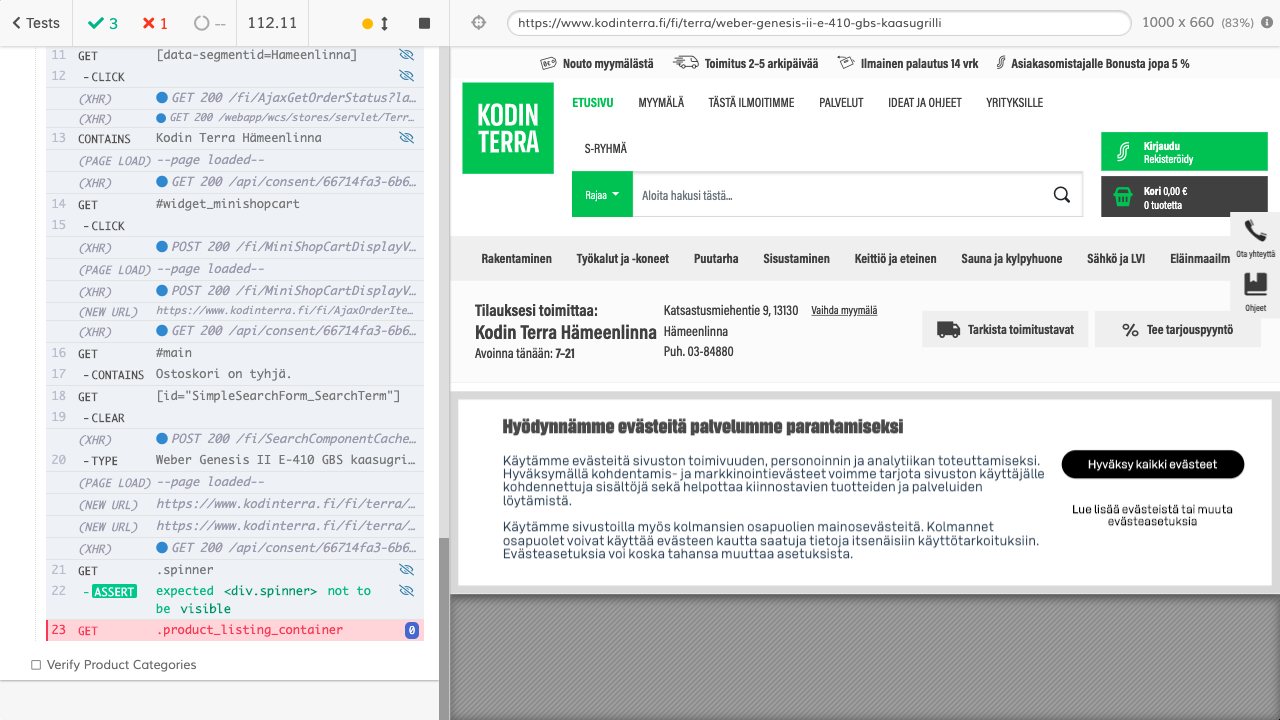 Tests
3
1
--
112.11
https://www.kodinterra.fi/fi/terra/weber-genesis-ii-e-410-gbs-kaasugrilli
1000 x 660 (83%)
11 GET [data-segmentid=Hameenlinna]
12 -CLICK
(XHR) GET 200 /fi/AjaxGetOrderStatus?la...
(XHR) GET 200 /webapp/wcs/stores/servlet/Terr...
13 CONTAINS Kodin Terra Hämeenlinna
(PAGE LOAD) --page loaded--
(XHR) GET 200 /api/consent/66714fa3-6b6...
14 GET #widget_minishopcart
15 -CLICK
(XHR) POST 200 /fi/MiniShopCartDisplayV...
(PAGE LOAD) --page loaded--
(XHR) POST 200 /fi/MiniShopCartDisplayV...
(NEW URL) https://www.kodinterra.fi/fi/AjaxOrderIte...
(XHR) GET 200 /api/consent/66714fa3-6b6...
16 GET #main
17 -CONTAINS Ostoskori on tyhjä.
18 GET [id="SimpleSearchForm_SearchTerm"]
19 -CLEAR
(XHR) POST 200 /fi/SearchComponentCache...
20 -TYPE Weber Genesis II E-410 GBS kaasugri...
(PAGE LOAD) --page loaded--
(NEW URL) https://www.kodinterra.fi/fi/terra/...
(NEW URL) https://www.kodinterra.fi/fi/terra/...
(XHR) GET 200 /api/consent/66714fa3-6b6...
21 GET .spinner
22 -ASSERT expected <div.spinner> not to
be visible
23 GET .product_listing_container 0
Verify Product Categories
Nouto myymälästä
Toimitus 2-5 arkipäivää
Ilmainen palautus 14 vrk
Asiakasomistajalle Bonusta jopa 5 %
KODIN
TERRA
ETUSIVU
MYYMÄLÄ
TÄSTÄ ILMOITIMME
PALVELUT
IDEAT JA OHJEET
YRITYKSILLE
S-RYHMÄ
Kirjaudu
Rekisteröidy
Rajaa
Aloita hakusi tästä...
Kori 0,00 €
0 tuotetta
Ota yhteyttä
Ohjeet
Rakentaminen
Työkalut ja -koneet
Puutarha
Sisustaminen
Keittiö ja eteinen
Sauna ja kylpyhuone
Sähkö ja LVI
Eläinmaailm
Tilauksesi toimittaa:
Kodin Terra Hämeenlinna
Avoinna tänään: 7-21
Katsastusmiehentie 9, 13130 Vaihda myymälä
Hämeenlinna
Puh. 03-84880
Tarkista toimitustavat
Tee tarjouspyyntö
Hyödynnämme evästeitä palvelumme parantamiseksi
Käytämme evästeitä sivuston toimivuuden, personoinnin ja analytiikan toteuttamiseksi.
Hyväksymällä kohdentamis- ja markkinointievästeet voimme tarjota sivuston käyttäjälle
kohdennettuja sisältöjä sekä helpottaa kiinnostavien tuotteiden ja palveluiden
löytämistä.
Käytämme sivustoilla myös kolmansien osapuolien mainosevästeitä. Kolmannet
osapuolet voivat käyttää evästeen kautta saatuja tietoja itsenäisiin käyttötarkoituksiin.
Evästeasetuksia voi koska tahansa muuttaa asetuksista.
Hyväksy kaikki evästeet
Lue lisää evästeistä tai muuta
evästeasetuksia